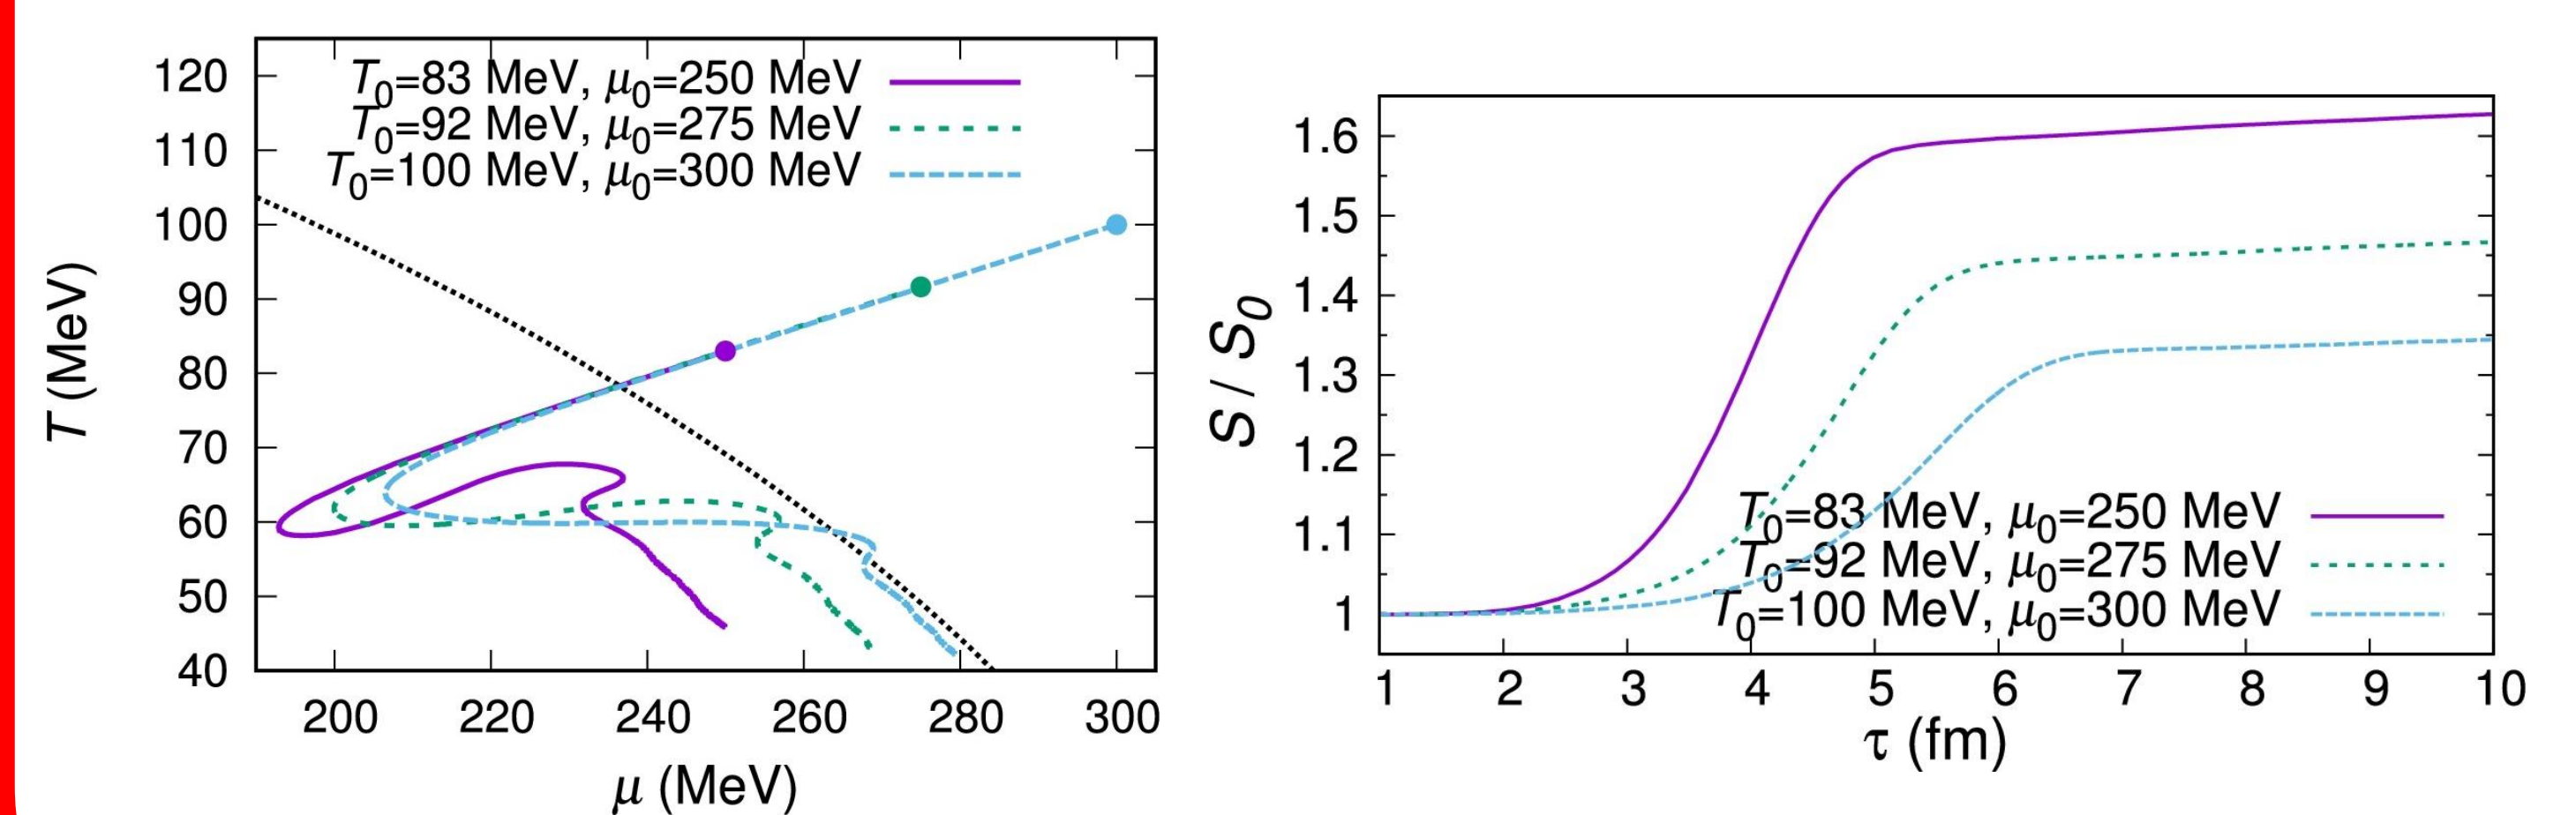 120
110
100
90
80
70
60
50
40
T (MeV)
T0=83 MeV, μ0=250 MeV
T0=92 MeV, μ0=275 MeV
T0=100 MeV, μ0=300 MeV
200 220 240 260 280 300
μ (MeV)
1.6
1.5
1.4
1.3
1.2
1.1
1
S / S0
T0=83 MeV, μ0=250 MeV
T0=92 MeV, μ0=275 MeV
T0=100 MeV, μ0=300 MeV
1 2 3 4 5 6 7 8 9 10
τ (fm)